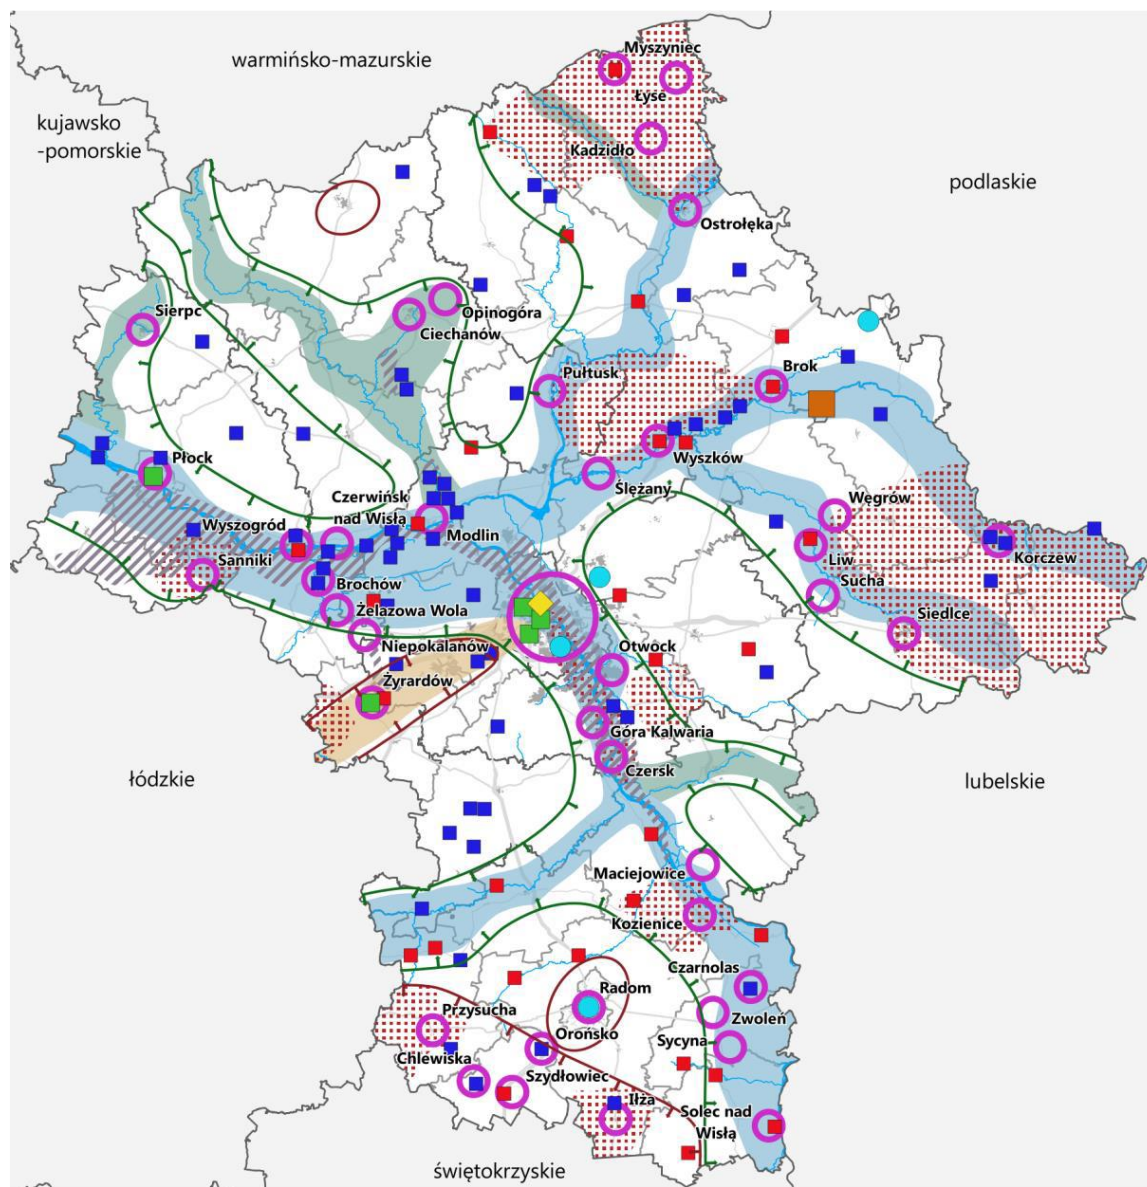 warmińsko-mazurskie
kujawsko
-pomorskie
podlaskie
Myszyniec
Łyse
Kadzidło
Ostrołęka
Sierpc
Opinogóra
Ciechanów
Pułtusk
Brok
Płock
Wyszków
Ślężany
Czerwińsk
nad Wisłą
Modlin
Wyszogród
Sanniki
Brochów
Żelazowa Wola
Niepokalanów
Żyrardów
Węgrów
Liw
Sucha
Korczew
Siedlce
Otwock
Góra Kalwaria
Czersk
łódzkie
lubelskie
Maciejowice
Kozienice
Czarnolas
Radom
Zwoleń
Przysucha
Orońsko
Sycyna
Chlewiska
Szydłowiec
Iłża
Solec nad
Wisłą
świętokrzyskie